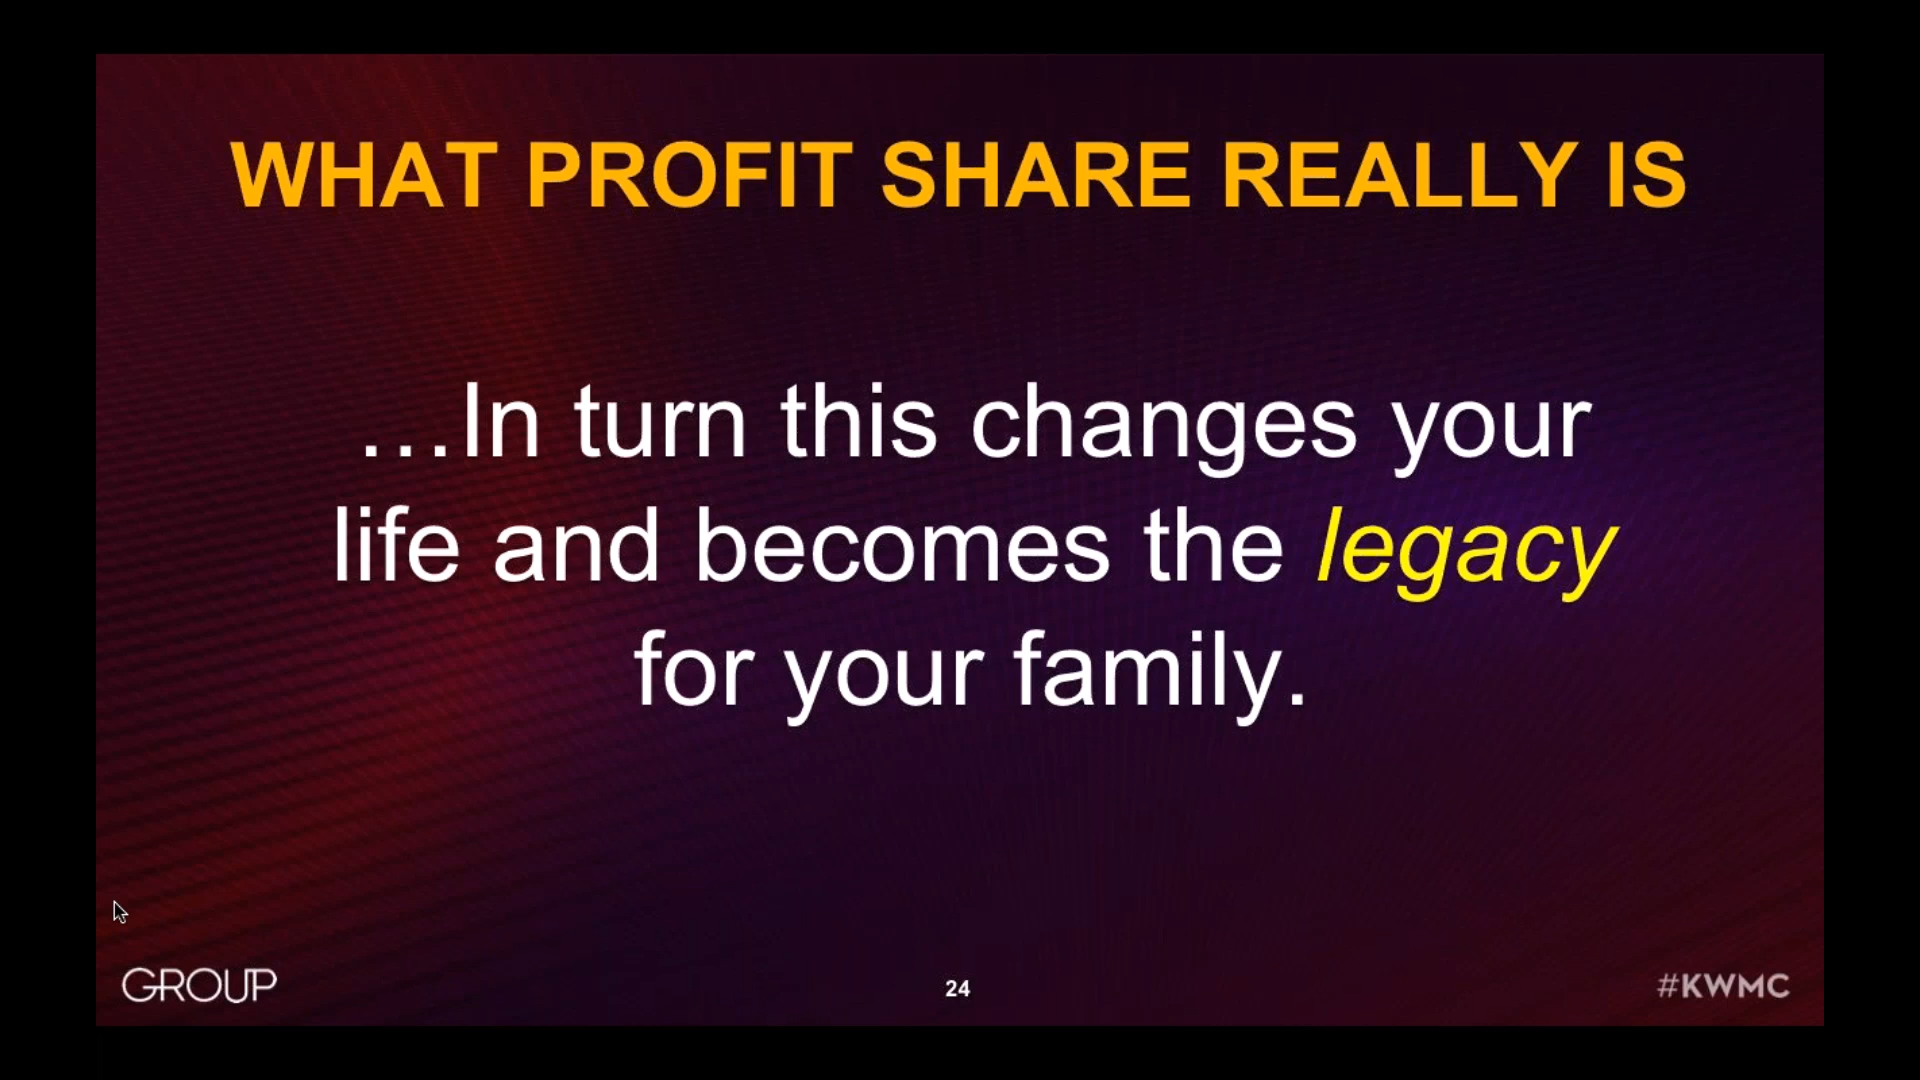 WHAT PROFIT SHARE REALLY IS
…In turn this changes your
life and becomes the legacy
for your family.
GROUP
24
#KWMC